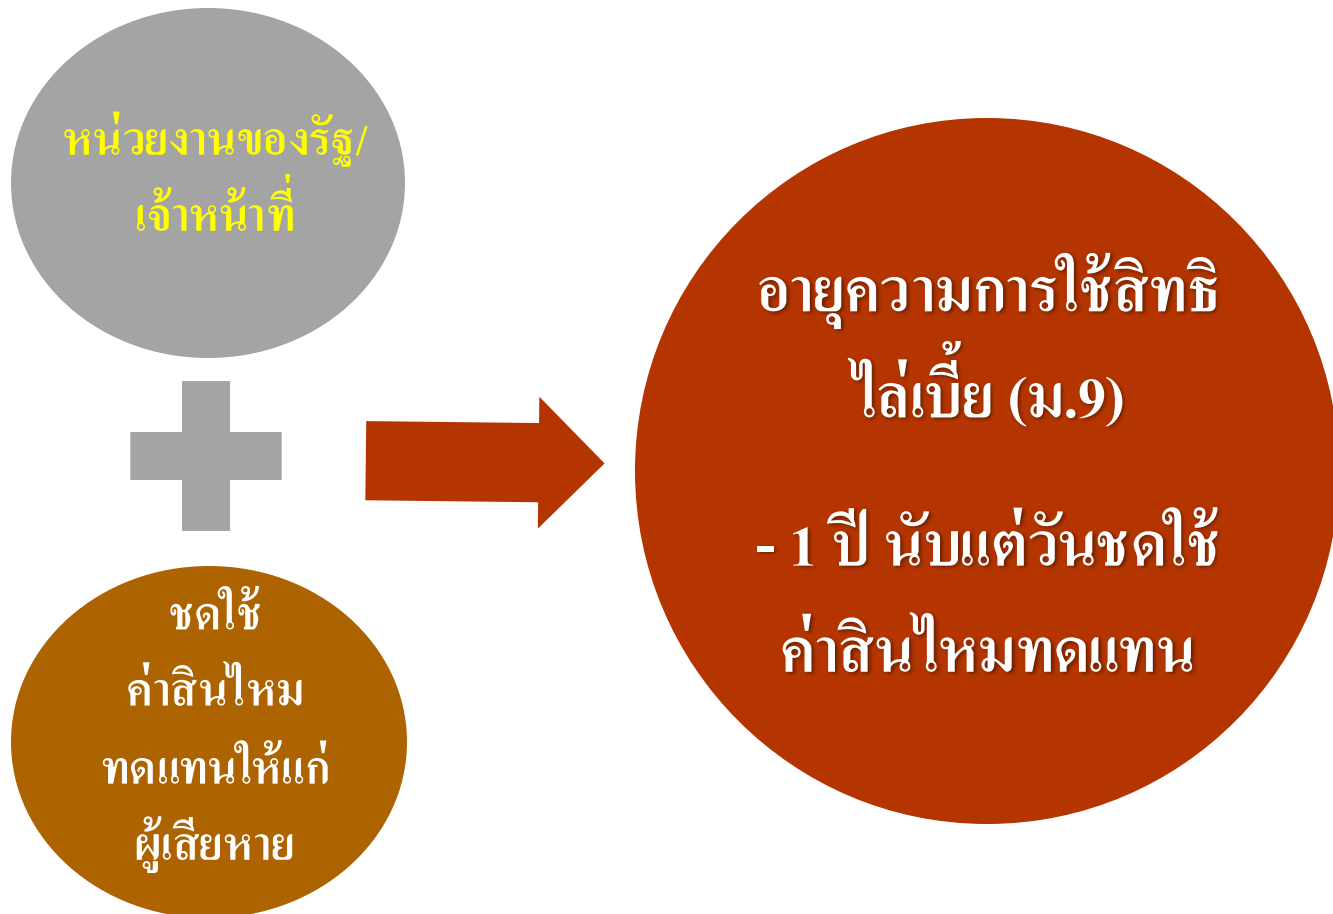 หน่วยงานของรัฐ/
เจ้าหน้าที่
ชดใช้
ค่าสินไหม
ทดแทนให้แก่
ผู้เสียหาย
อายุความการใช้สิทธิ
ไล่เบี้ย (ม.9)
- 1 ปี นับแต่วันชดใช้
ค่าสินไหมทดแทน